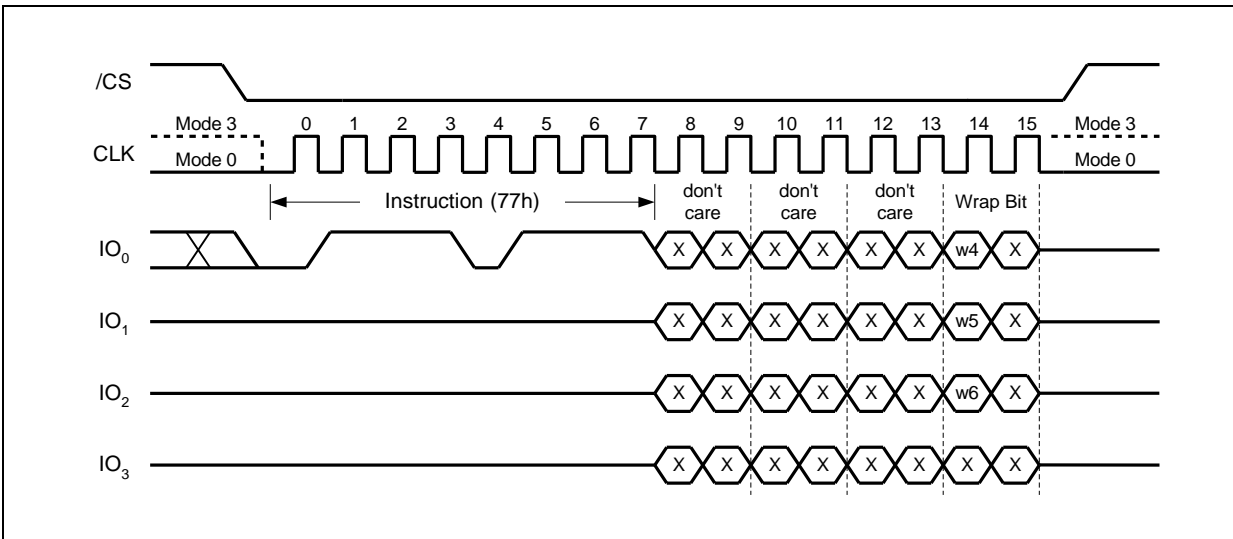 /CS
Mode 3 0 1 2 3 4 5 6 7 8 9 10 11 12 13 14 15 Mode 3
CLK Mode 0 Mode 0
Instruction (77h) don't care don't care don't care Wrap Bit
IO0 X X X X X X w4 X
IO1 X X X X X X w5 X
IO2 X X X X X X w6 X
IO3 X X X X X X X X